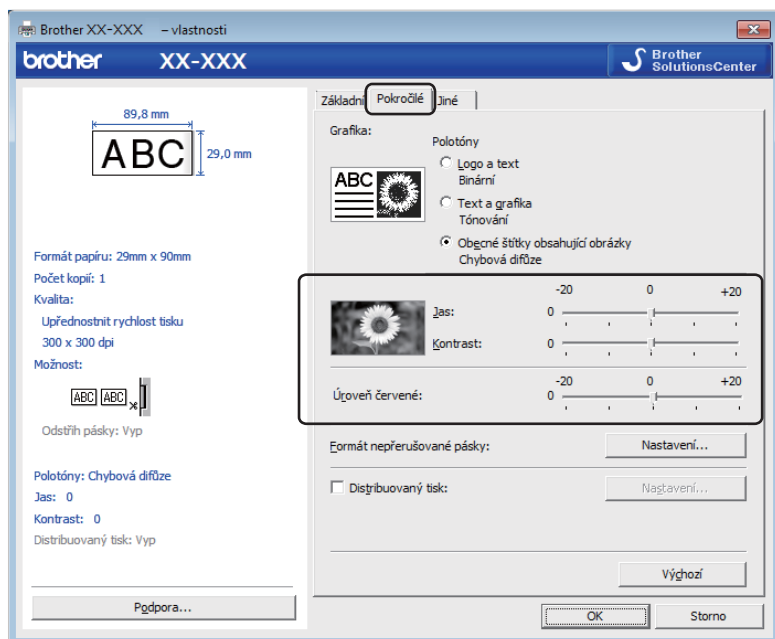 Brother XX-XXX – vlastnosti
brother XX-XXX
Brother
SolutionsCenter
89,8 mm
ABC
29,0 mm
Formát papíru: 29mm x 90mm
Počet kopií: 1
Kvalita:
Upřednostnit rychlost tisku
300 x 300 dpi
Možnost:
ABC ABC
Odstřih pásky: Vyp
Polotóny: Chybová difůze
Jas: 0
Kontrast: 0
Distribuovaný tisk: Vyp
Podpora...
Základní Pokročilé Jiné
Grafika:
ABC
Polotóny
Logo a text
Binární
Text a grafika
Tónování
Obecné štítky obsahující obrázky
Chybová difůze
-20 0 +20
Jas: 0
Kontrast: 0
-20 0 +20
Úroveň červené: 0
Formát nepřerušované pásky: Nastavení...
Distribuovaný tisk: Nastavení...
Výchozí
OK Storno